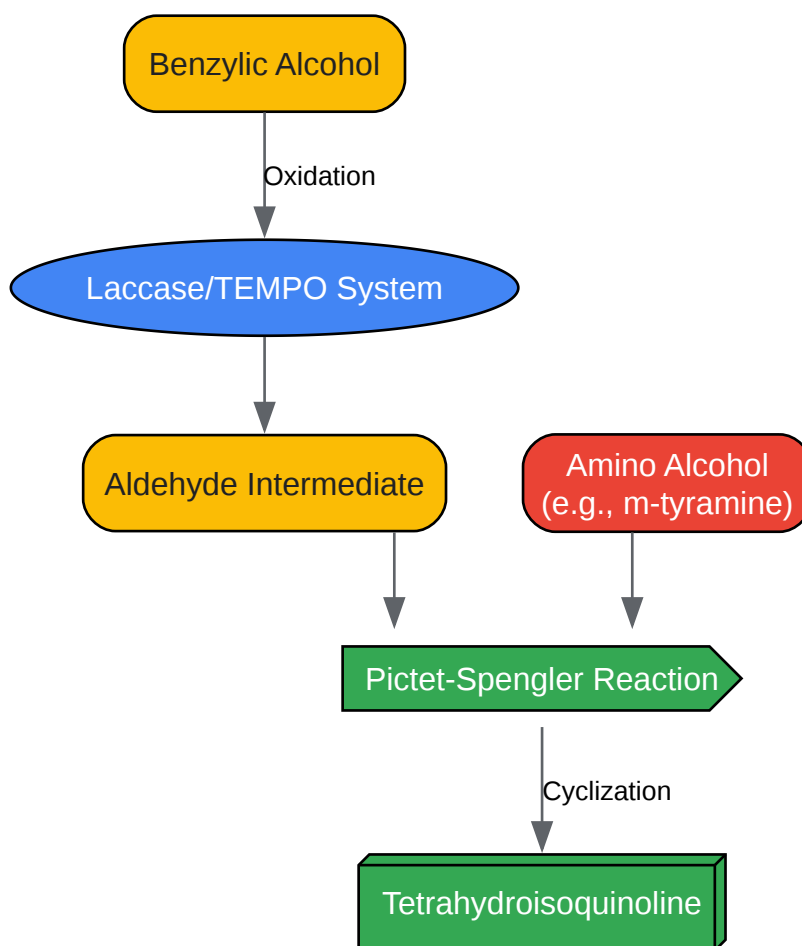 Benzylic Alcohol
Oxidation
Laccase/TEMPO System
Aldehyde Intermediate
Amino Alcohol
(e.g., m-tyramine)
Pictet-Spengler Reaction
Cyclization
Tetrahydroisoquinoline